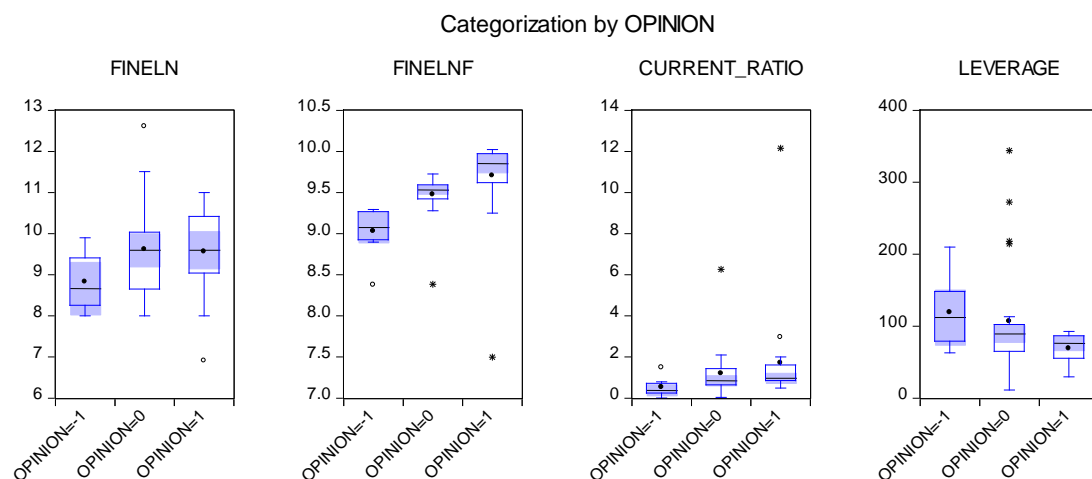 Categorization by OPINION
FINELN
13
12
11
10
9
8
7
6
OPINION=-1
OPINION=0
OPINION=1
FINELNF
10.5
10.0
9.5
9.0
8.5
8.0
7.5
7.0
OPINION=-1
OPINION=0
OPINION=1
CURRENT_RATIO
14
12
10
8
6
4
2
0
OPINION=-1
OPINION=0
OPINION=1
LEVERAGE
400
300
200
100
0
OPINION=-1
OPINION=0
OPINION=1